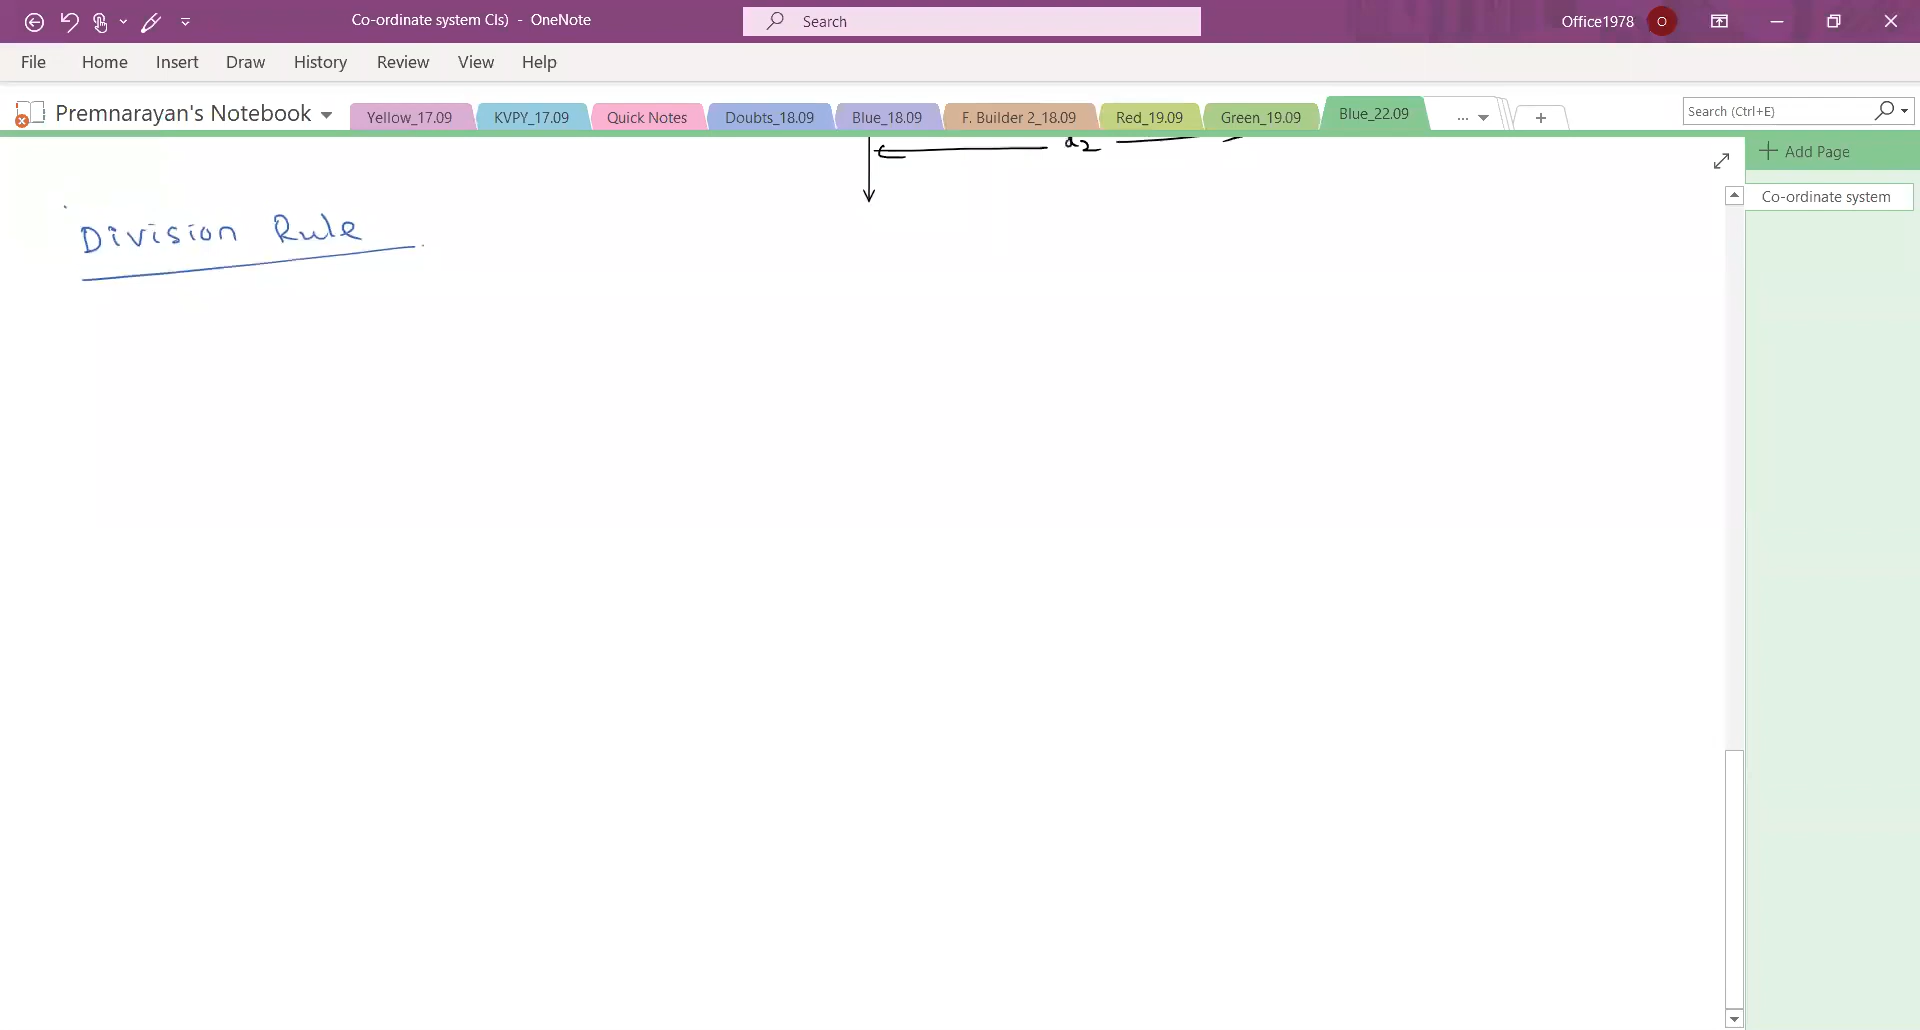 Co-ordinate system Cls) - OneNote
Search
Office1978
O
File Home Insert Draw History Review View Help
Premnarayan's Notebook
Yellow_17.09
KVPY_17.09
Quick Notes
Doubts_18.09
Blue_18.09
F. Builder 2_18.09
Red_19.09
Green_19.09
Blue_22.09
...
Search (Ctrl+E)
Add Page
Co-ordinate system
a2
Division Rule